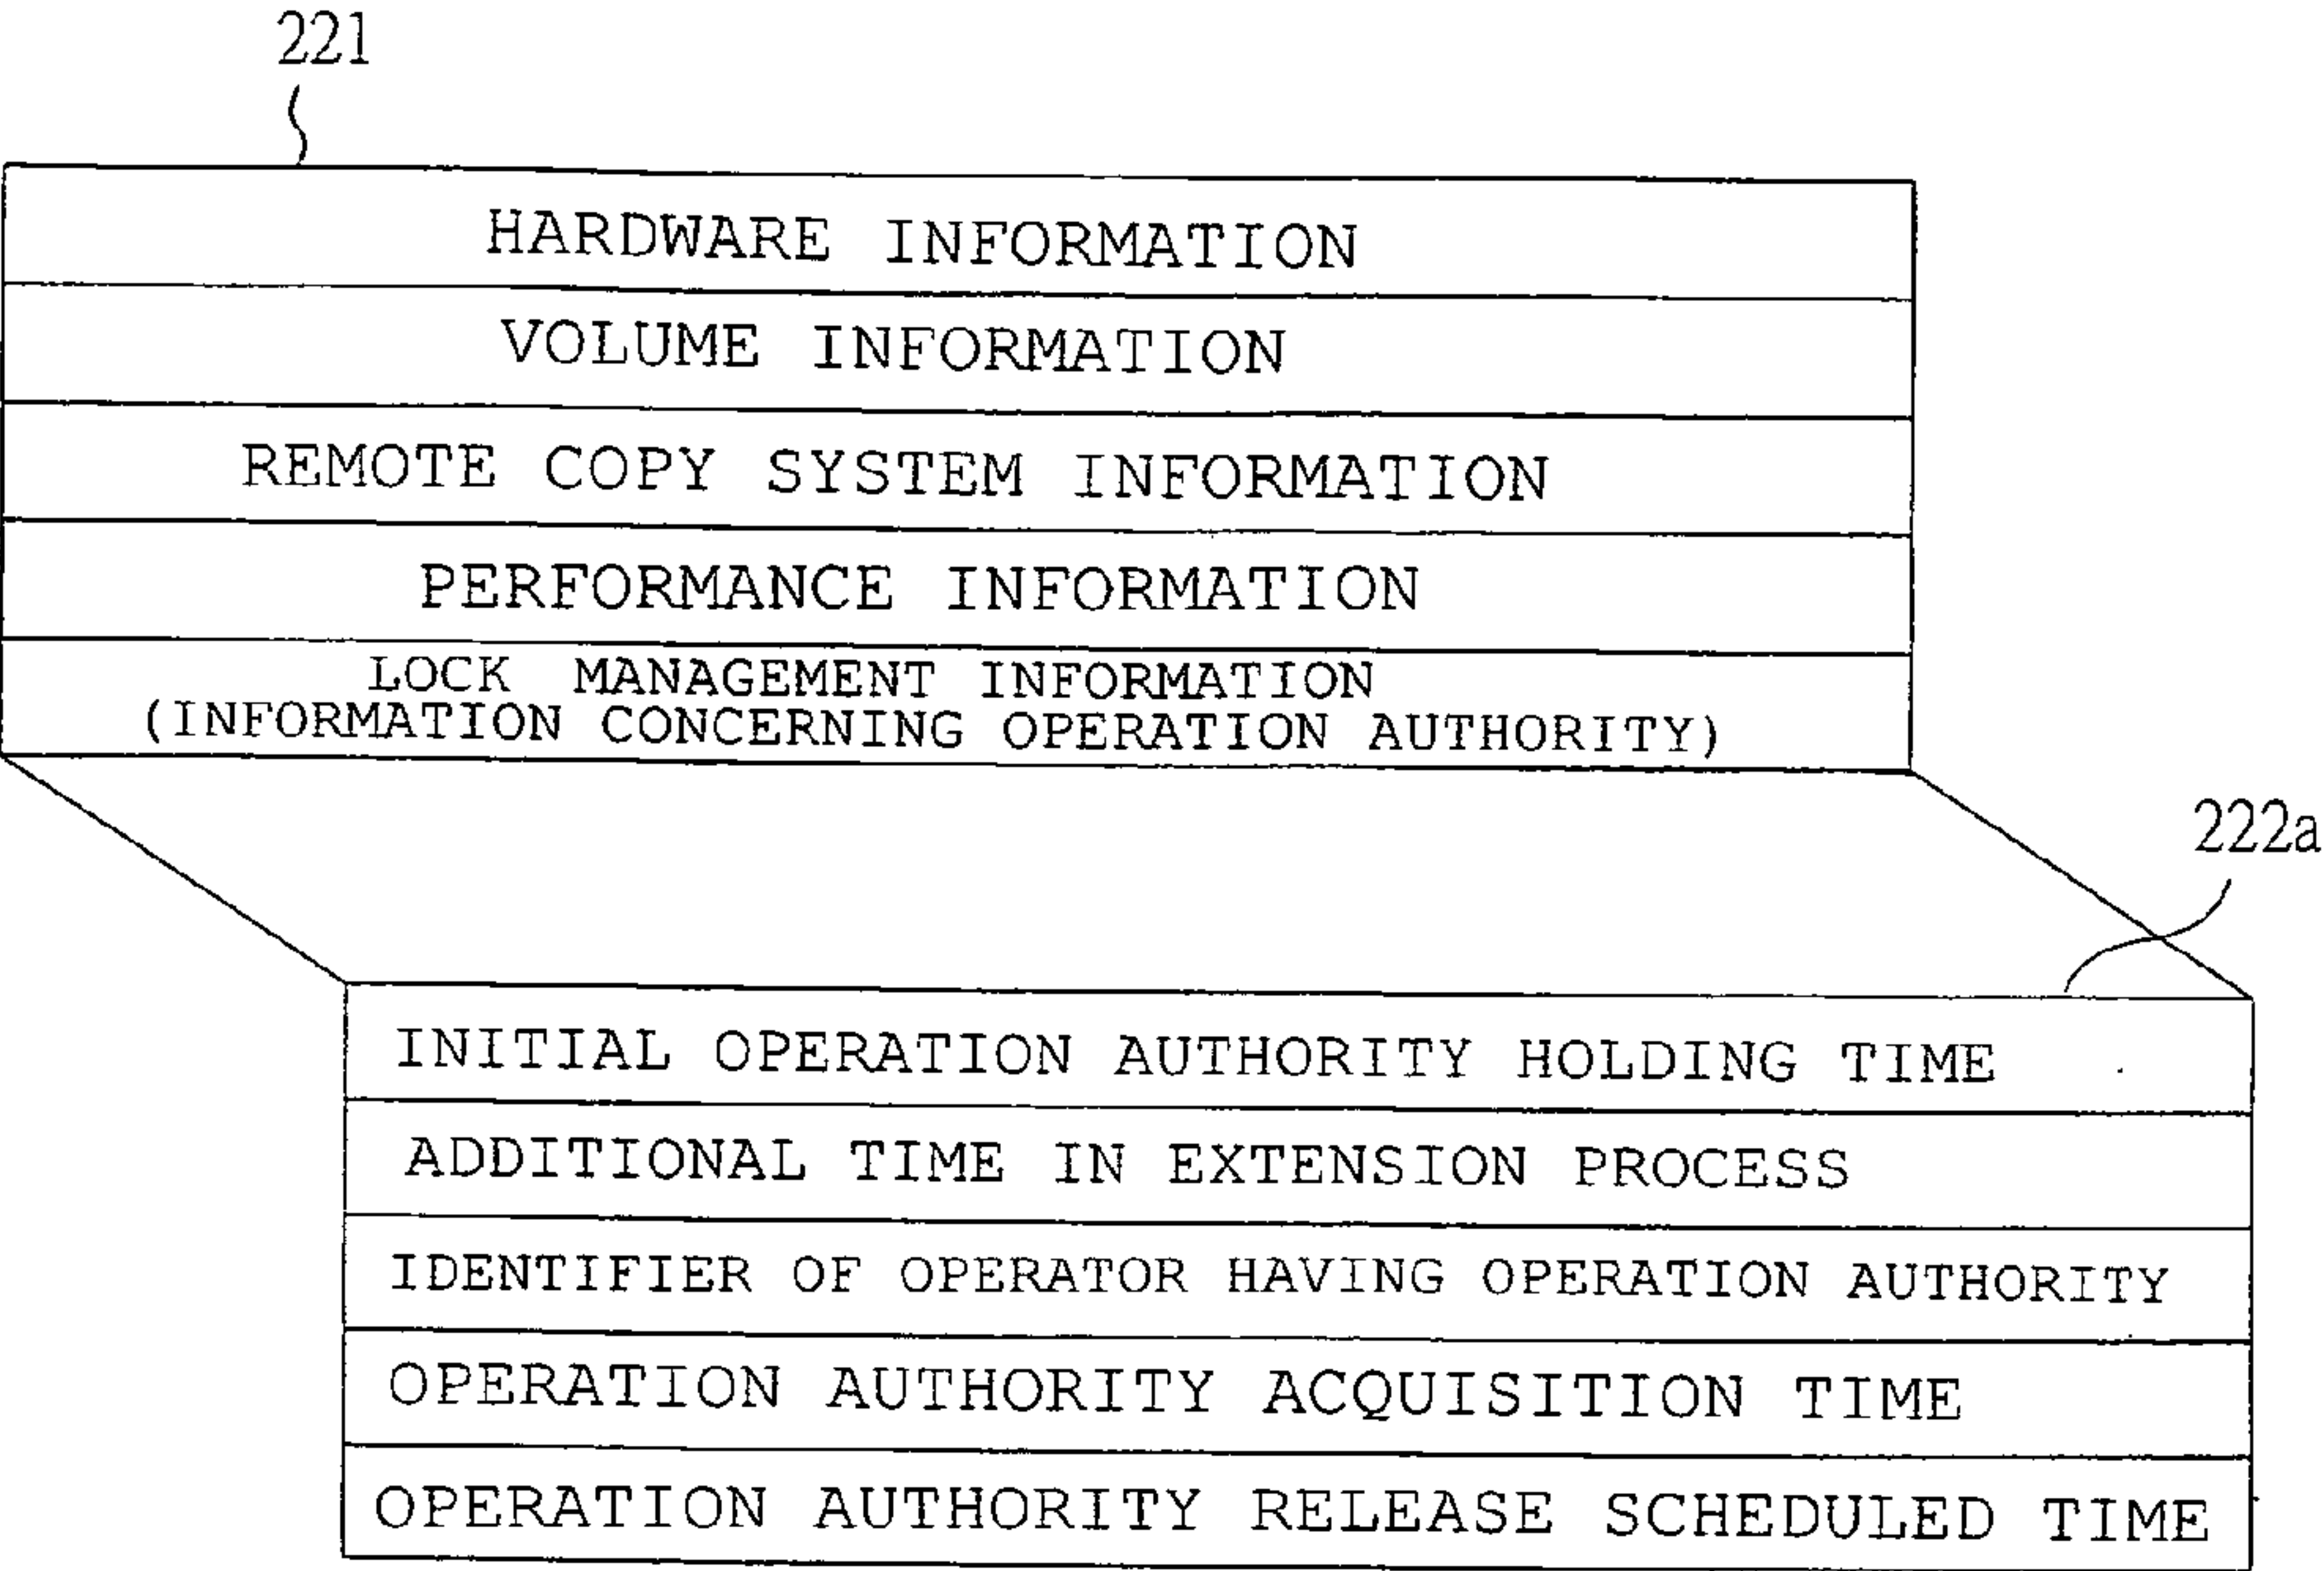 221
HARDWARE INFORMATION
VOLUME INFORMATION
REMOTE COPY SYSTEM INFORMATION
PERFORMANCE INFORMATION
LOCK MANAGEMENT INFORMATION
(INFORMATION CONCERNING OPERATION AUTHORITY)
222a
INITIAL OPERATION AUTHORITY HOLDING TIME
ADDITIONAL TIME IN EXTENSION PROCESS
IDENTIFIER OF OPERATOR HAVING OPERATION AUTHORITY
OPERATION AUTHORITY ACQUISITION TIME
OPERATION AUTHORITY RELEASE SCHEDULED TIME